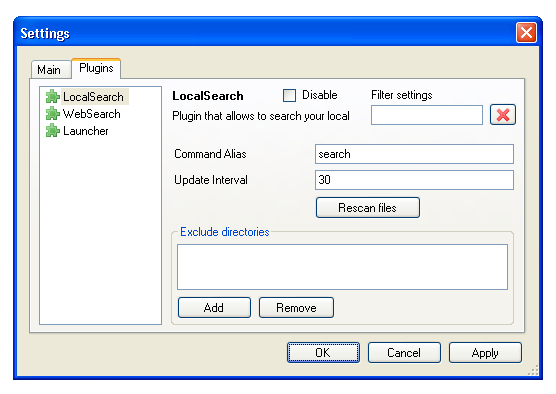 Settings
Main
Plugins
LocalSearch
WebSearch
Launcher
LocalSearch
Disable
Filter settings
Plugin that allows to search your local
Command Alias
search
Update Interval
30
Rescan files
Exclude directories
Add
Remove
OK
Cancel
Apply